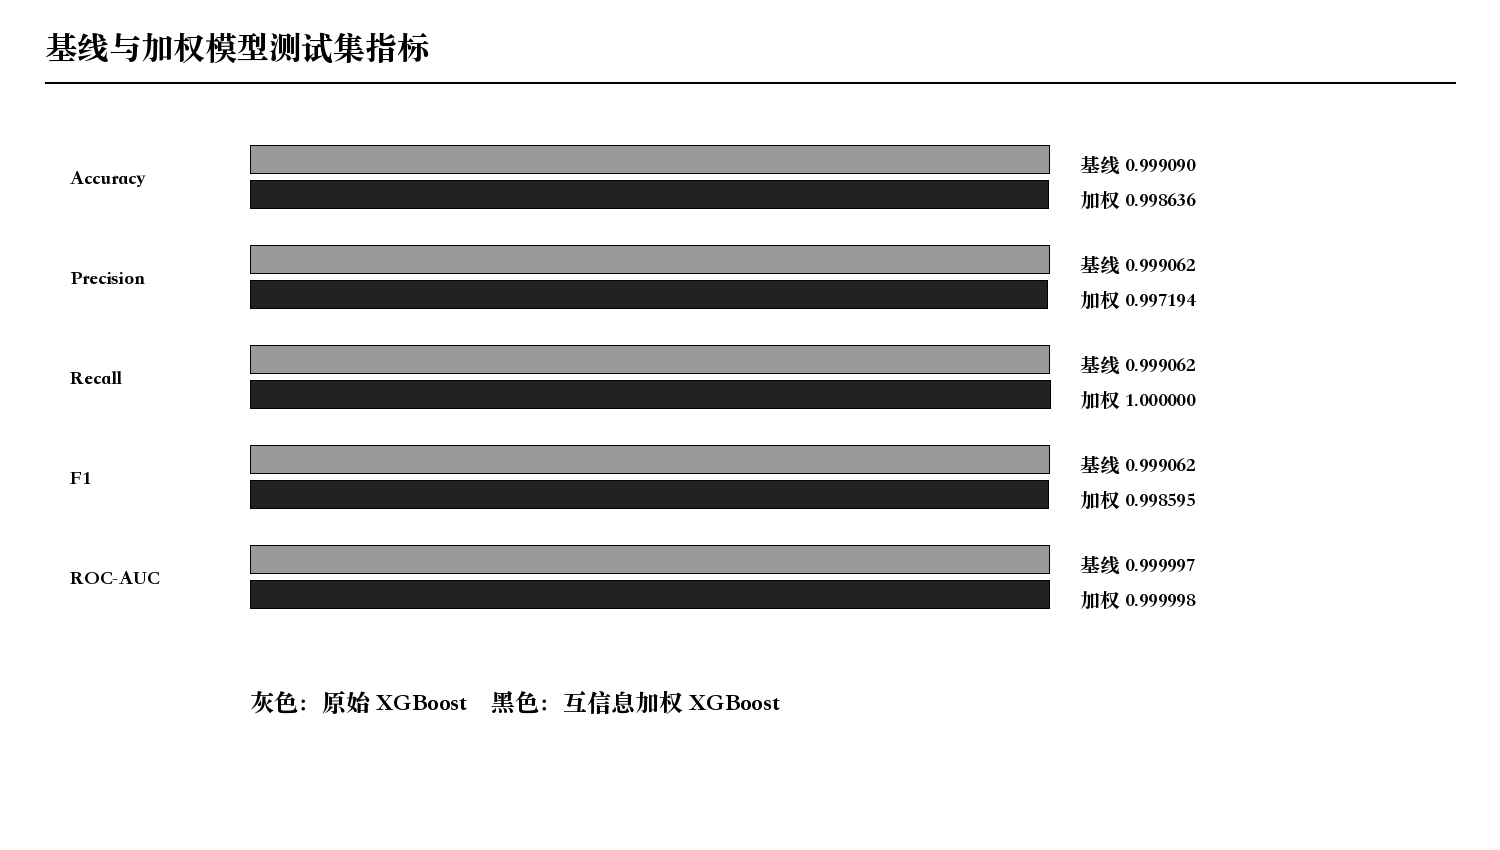 基线与加权模型测试集指标
Accuracy
基线 0.999090
加权 0.998636
Precision
基线 0.999062
加权 0.997194
Recall
基线 0.999062
加权 1.000000
F1
基线 0.999062
加权 0.998595
ROC-AUC
基线 0.999997
加权 0.999998
灰色：原始 XGBoost　黑色：互信息加权 XGBoost